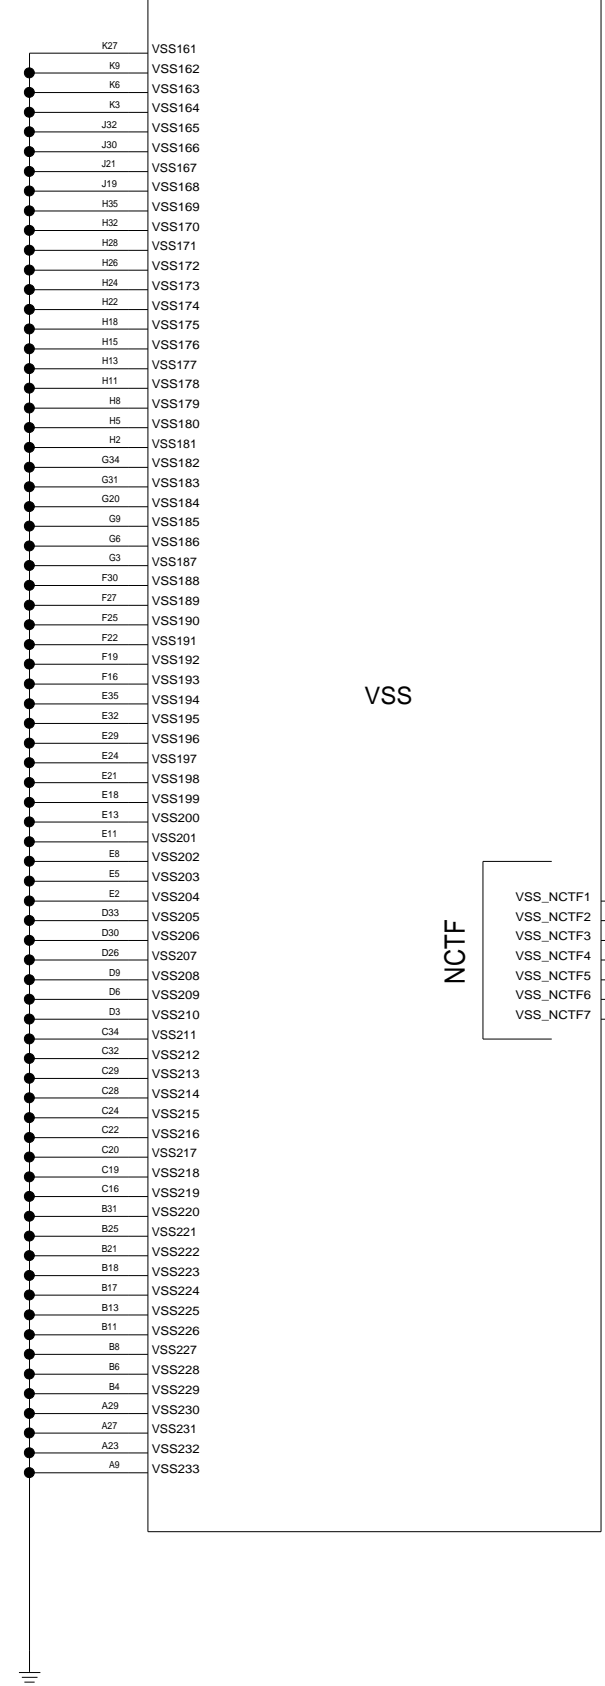 K27 VSS161
K9 VSS162
K6 VSS163
K3 VSS164
J32 VSS165
J30 VSS166
J21 VSS167
J19 VSS168
H35 VSS169
H32 VSS170
H28 VSS171
H26 VSS172
H24 VSS173
H22 VSS174
H18 VSS175
H15 VSS176
H13 VSS177
H11 VSS178
H8 VSS179
H5 VSS180
H2 VSS181
G34 VSS182
G31 VSS183
G20 VSS184
G9 VSS185
G6 VSS186
G3 VSS187
F30 VSS188
F27 VSS189
F25 VSS190
F22 VSS191
F19 VSS192
F16 VSS193
E35 VSS194
E32 VSS195
E29 VSS196
E24 VSS197
E21 VSS198
E18 VSS199
E13 VSS200
E11 VSS201
E8 VSS202
E5 VSS203
E2 VSS204
D33 VSS205
D30 VSS206
D26 VSS207
D9 VSS208
D6 VSS209
D3 VSS210
C34 VSS211
C32 VSS212
C29 VSS213
C28 VSS214
C24 VSS215
C22 VSS216
C20 VSS217
C19 VSS218
C16 VSS219
B31 VSS220
B25 VSS221
B21 VSS222
B18 VSS223
B17 VSS224
B13 VSS225
B11 VSS226
B8 VSS227
B6 VSS228
B4 VSS229
A29 VSS230
A27 VSS231
A23 VSS232
A9 VSS233
VSS
NCTF
VSS_NCTF1
VSS_NCTF2
VSS_NCTF3
VSS_NCTF4
VSS_NCTF5
VSS_NCTF6
VSS_NCTF7